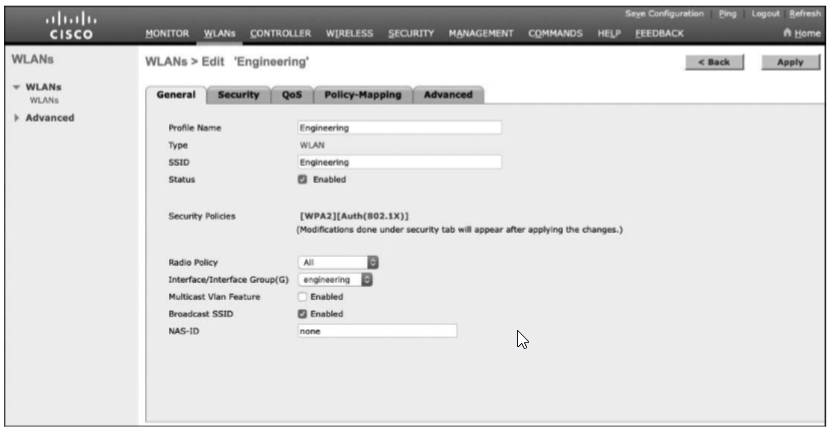 Save Configuration Ping Logout Refresh
CISCO MONITOR WLANs CONTROLLER WIRELESS SECURITY MANAGEMENT COMMANDS HELP FEEDBACK Home
WLANs
WLANs > Edit 'Engineering'
< Back Apply
WLANs
WLANs
Advanced
General Security QoS Policy-Mapping Advanced
Profile Name Engineering
Type WLAN
SSID Engineering
Status Enabled
Security Policies [WPA2][Auth(802.1X)]
(Modifications done under security tab will appear after applying the changes.)
Radio Policy All
Interface/Interface Group(G) engineering
Multicast Vlan Feature Enabled
Broadcast SSID Enabled
NAS-ID none